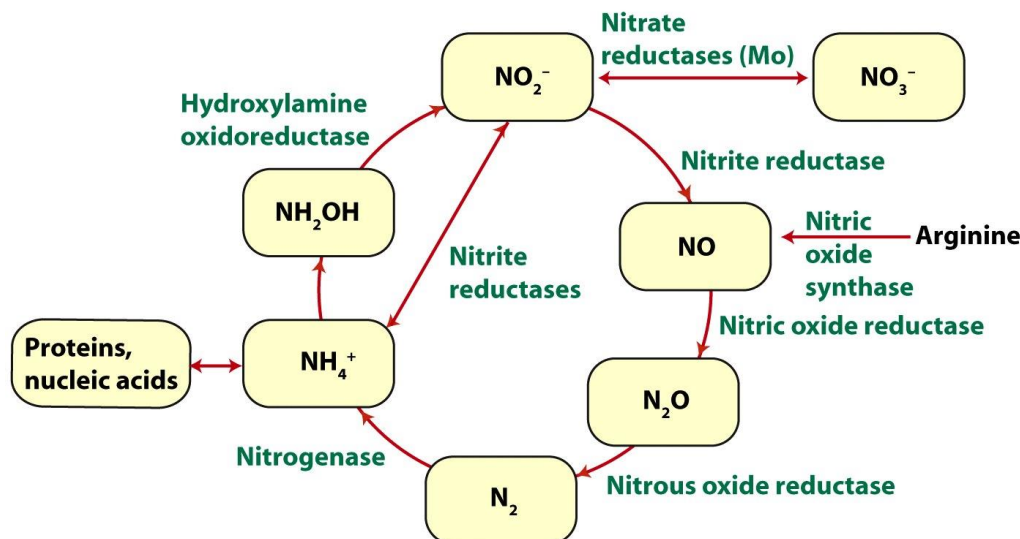 Nitrate
reductases (Mo)
NO₂⁻
NO₃⁻
Hydroxylamine
oxidoreductase
Nitrite reductase
NH₂OH
Nitric
oxide
synthase
Arginine
NO
Nitrite
reductases
Nitric oxide reductase
Proteins,
nucleic acids
NH₄⁺
N₂O
Nitrogenase
Nitrous oxide reductase
N₂